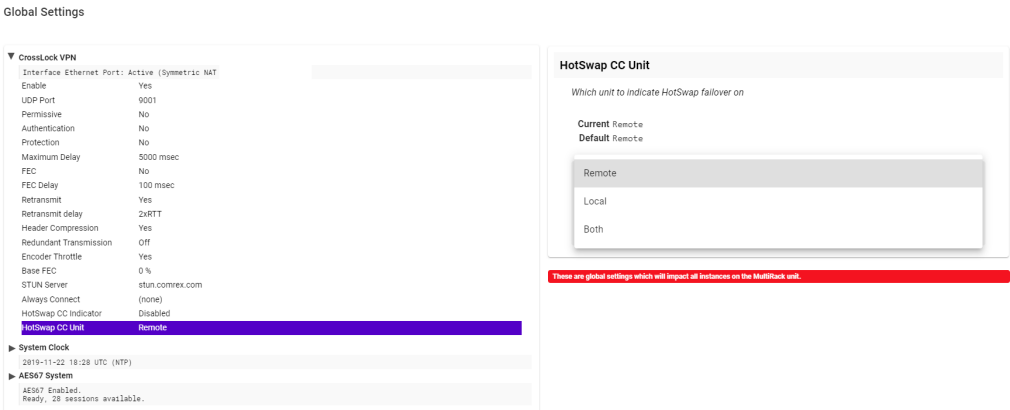 Global Settings
CrossLock VPN
Interface Ethernet Port: Active (Symmetric NAT
Enable Yes
UDP Port 9001
Permissive No
Authentication No
Protection No
Maximum Delay 5000 msec
FEC No
FEC Delay 100 msec
Retransmit Yes
Retransmit delay 2xRTT
Header Compression Yes
Redundant Transmission Off
Encoder Throttle Yes
Base FEC 0 %
STUN Server stun.comrex.com
Always Connect (none)
HotSwap CC Indicator Disabled
HotSwap CC Unit Remote
System Clock
2019-11-22 18:28 UTC (NTP)
AES67 System
AES67 Enabled.
Ready, 28 sessions available.
HotSwap CC Unit
Which unit to indicate HotSwap failover on
Current Remote
Default Remote
Remote
Local
Both
These are global settings which will impact all instances on the MultiRack unit.